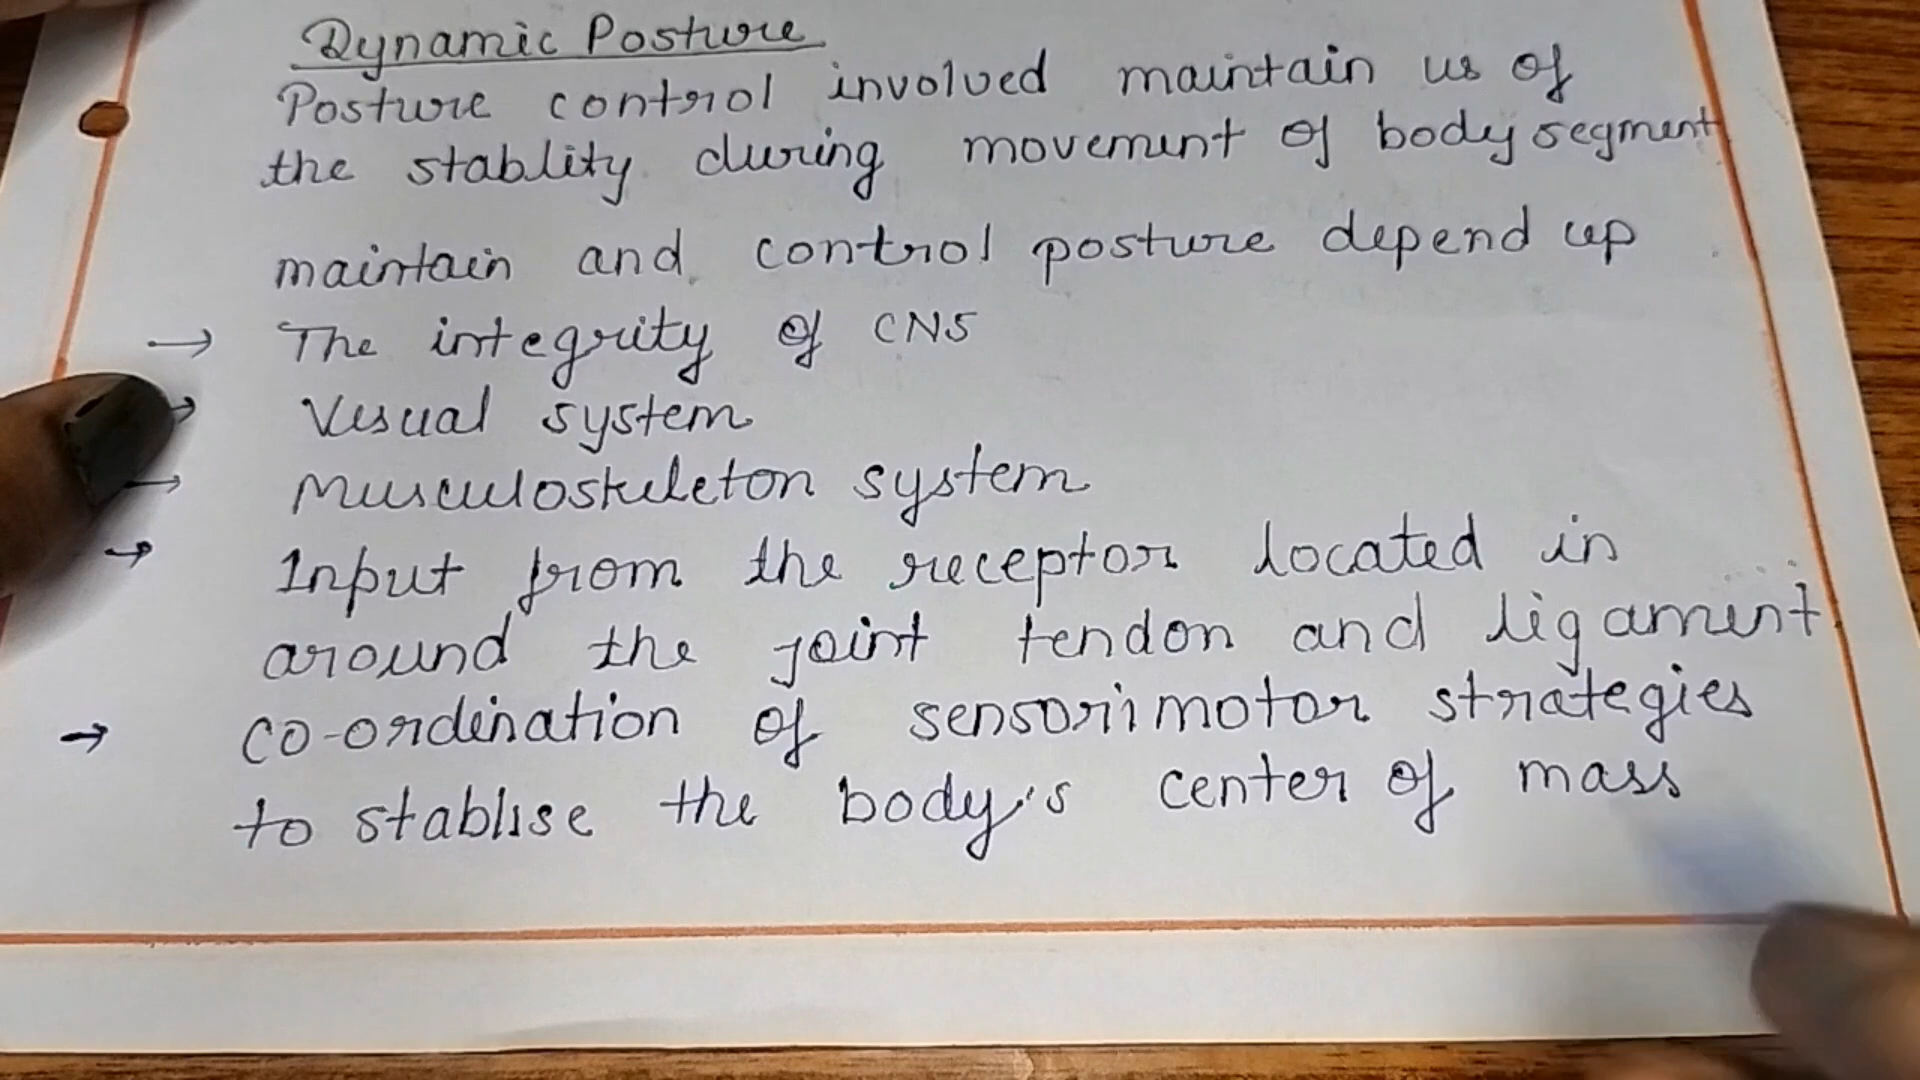 Dynamic Posture
Posture control involved maintain us of
the stablity during movement of body segment
maintain and control posture depend up
→ The integrity of CNS
→ Visual system
→ Musculoskeleton system
→ Input from the receptor located in
around the joint tendon and ligament
→ co-ordination of sensorimotor strategies
to stablise the body's center of mass